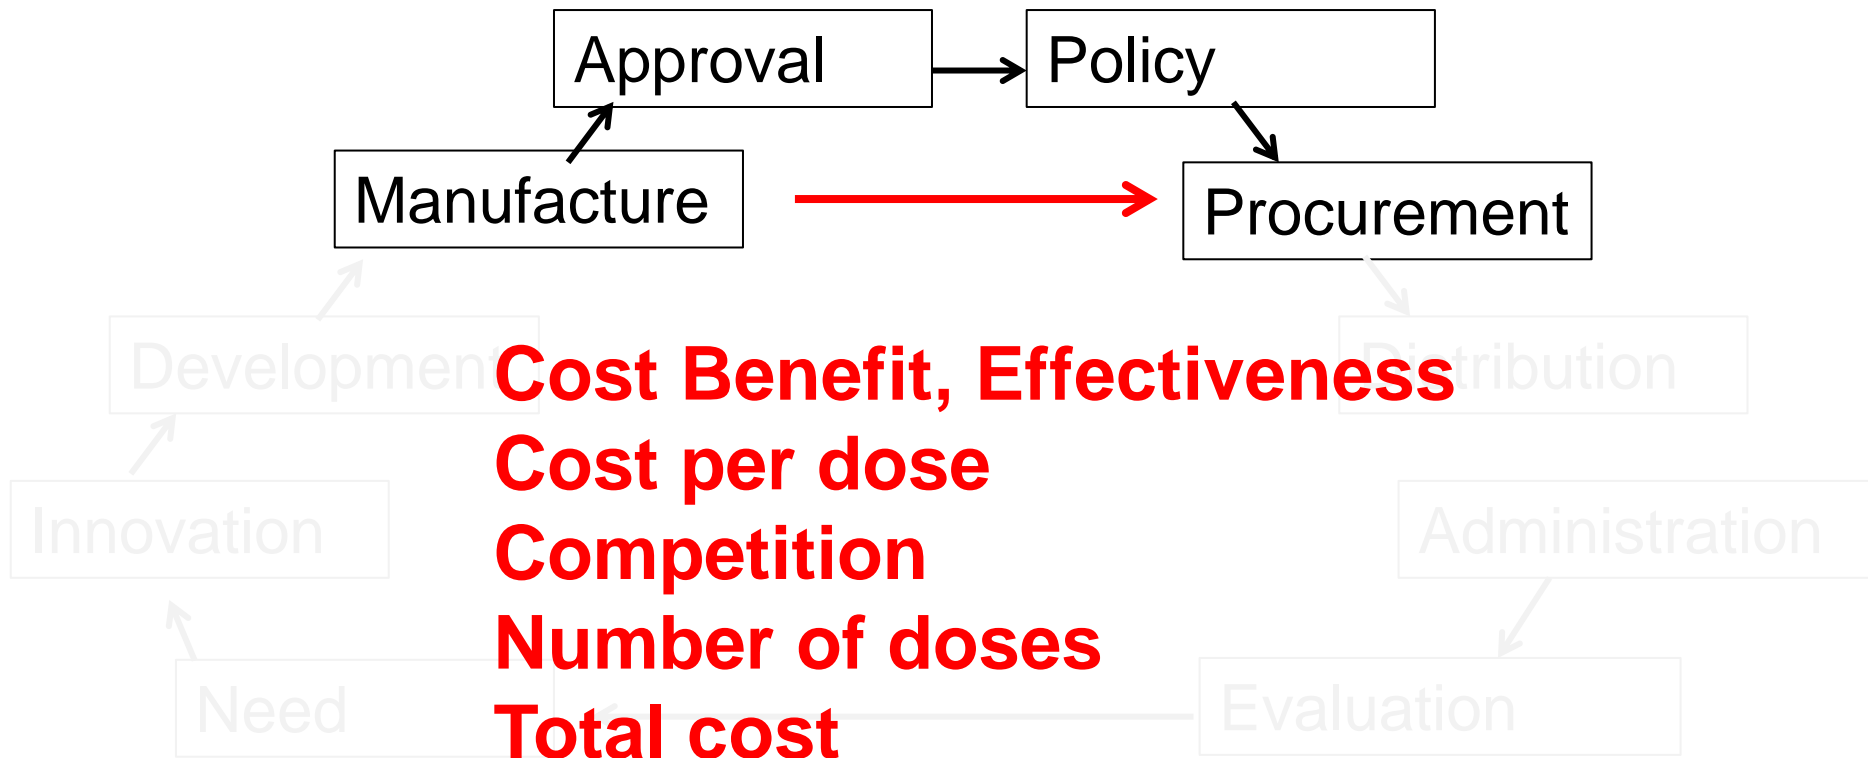 Approval
Policy
Manufacture
Procurement
Development
Distribution
Cost Benefit, Effectiveness
Cost per dose
Innovation
Administration
Competition
Number of doses
Need
Evaluation
Total cost